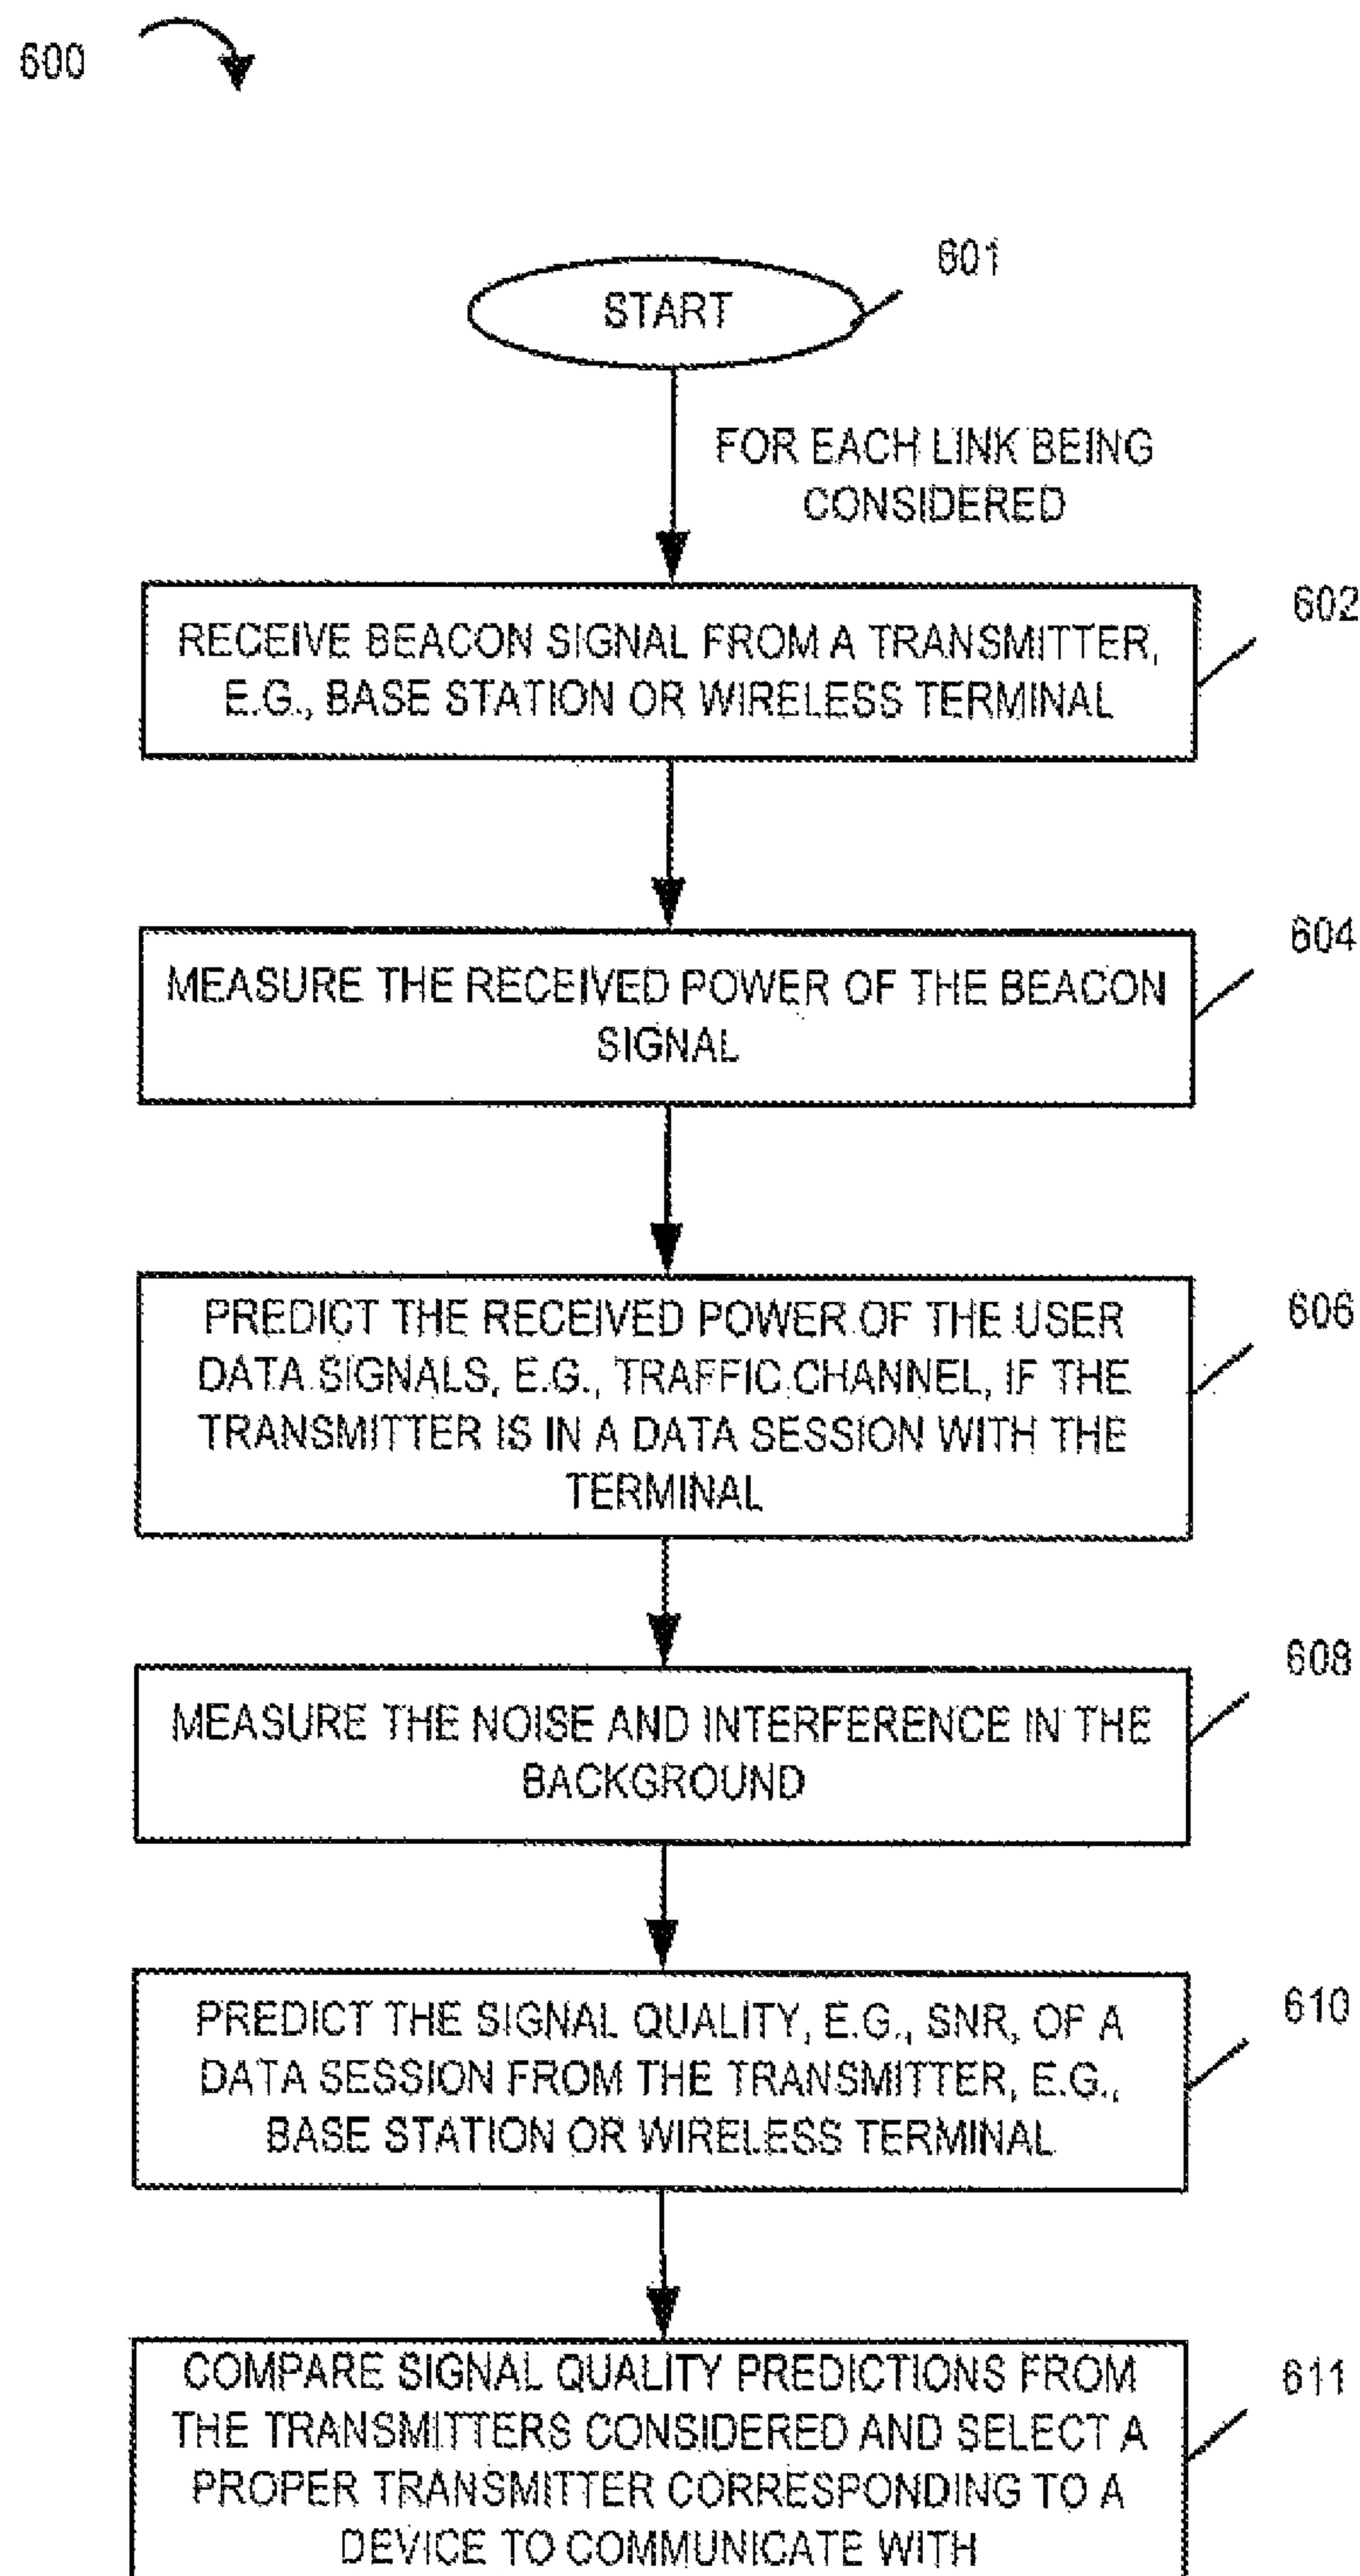 600
601
START
FOR EACH LINK BEING
CONSIDERED
602
RECEIVE BEACON SIGNAL FROM A TRANSMITTER,
E.G., BASE STATION OR WIRELESS TERMINAL
604
MEASURE THE RECEIVED POWER OF THE BEACON
SIGNAL
606
PREDICT THE RECEIVED POWER OF THE USER
DATA SIGNALS, E.G., TRAFFIC CHANNEL, IF THE
TRANSMITTER IS IN A DATA SESSION WITH THE
TERMINAL
608
MEASURE THE NOISE AND INTERFERENCE IN THE
BACKGROUND
610
PREDICT THE SIGNAL QUALITY, E.G., SNR, OF A
DATA SESSION FROM THE TRANSMITTER, E.G.,
BASE STATION OR WIRELESS TERMINAL
611
COMPARE SIGNAL QUALITY PREDICTIONS FROM
THE TRANSMITTERS CONSIDERED AND SELECT A
PROPER TRANSMITTER CORRESPONDING TO A
DEVICE TO COMMUNICATE WITH